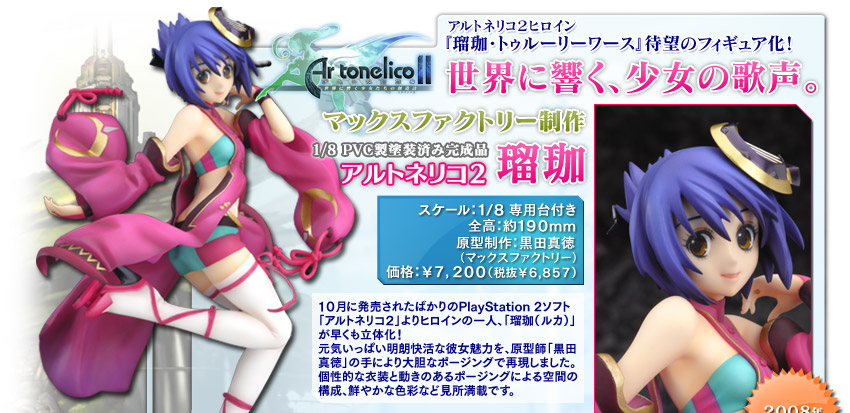 アルトネリコ2ヒロイン
『瑠珈・トゥルーリーワース』待望のフィギュア化!
Ar tonelico II
世界に響く少女たちの創造詩
世界に響く、少女の歌声。
マックスファクトリー制作
1/8 PVC製塗装済み完成品
アルトネリコ2 瑠珈
スケール:1/8 専用台付き
全高:約190mm
原型制作:黒田真徳
(マックスファクトリー)
価格:¥7,200(税抜¥6,857)
10月に発売されたばかりのPlayStation 2ソフト
「アルトネリコ2」よりヒロインの一人、「瑠珈(ルカ)」
が早くも立体化!
元気いっぱい明朗快活な彼女魅力を、原型師「黒田
真徳」の手により大胆なポージングで再現しました。
個性的な衣装と動きのあるポージングによる空間の
構成、鮮やかな色彩など見所満載です。
2008年